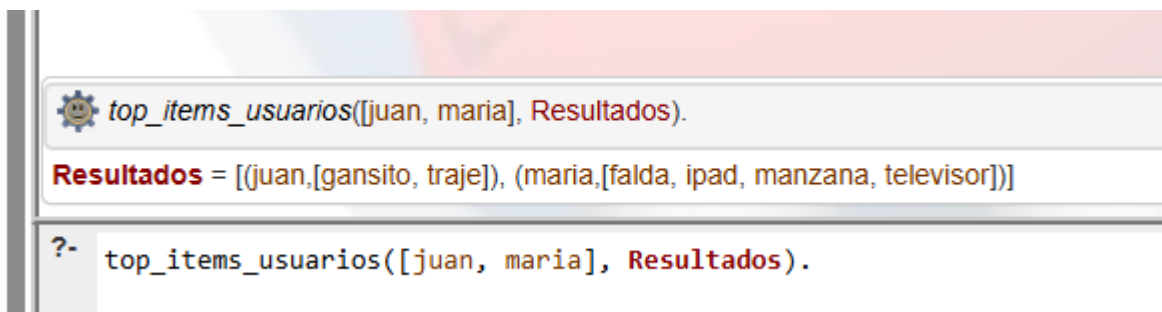 top_items_usuarios([juan, maria], Resultados).
Resultados = [(juan,[gansito, traje]), (maria,[falda, ipad, manzana, televisor])]
?- top_items_usuarios([juan, maria], Resultados).